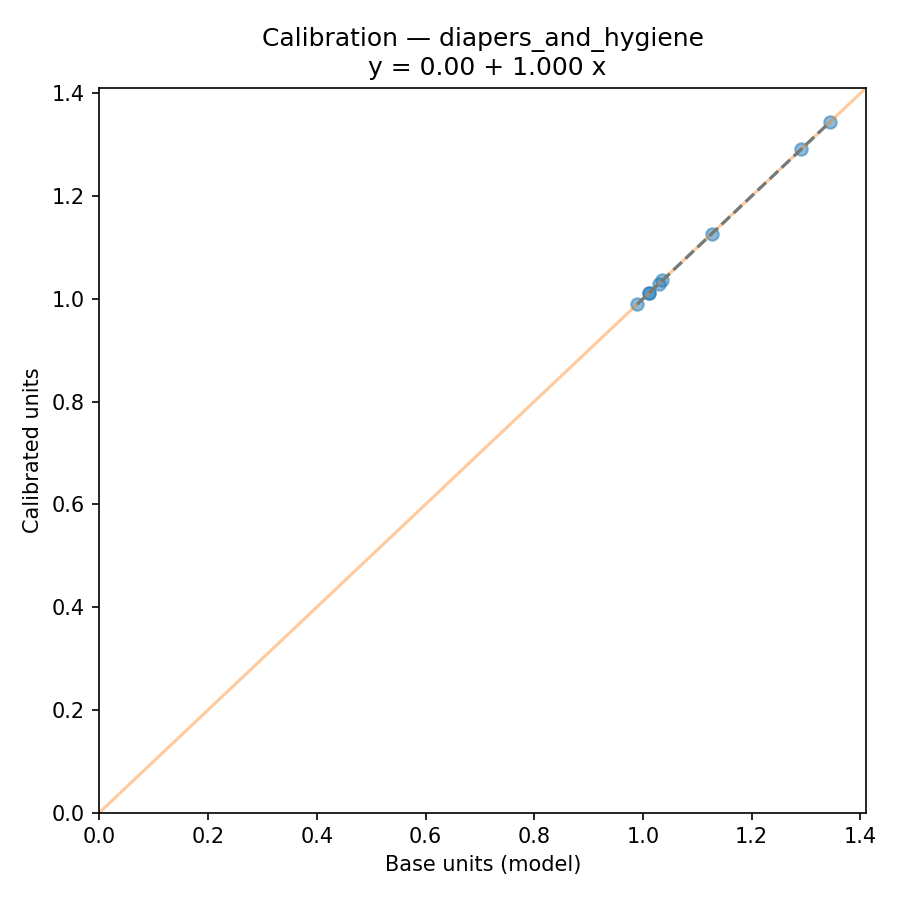 Calibration — diapers_and_hygiene
y = 0.00 + 1.000 x
1.4
1.2
1.0
0.8
0.6
0.4
0.2
0.0
Calibrated units
0.0 0.2 0.4 0.6 0.8 1.0 1.2 1.4
Base units (model)